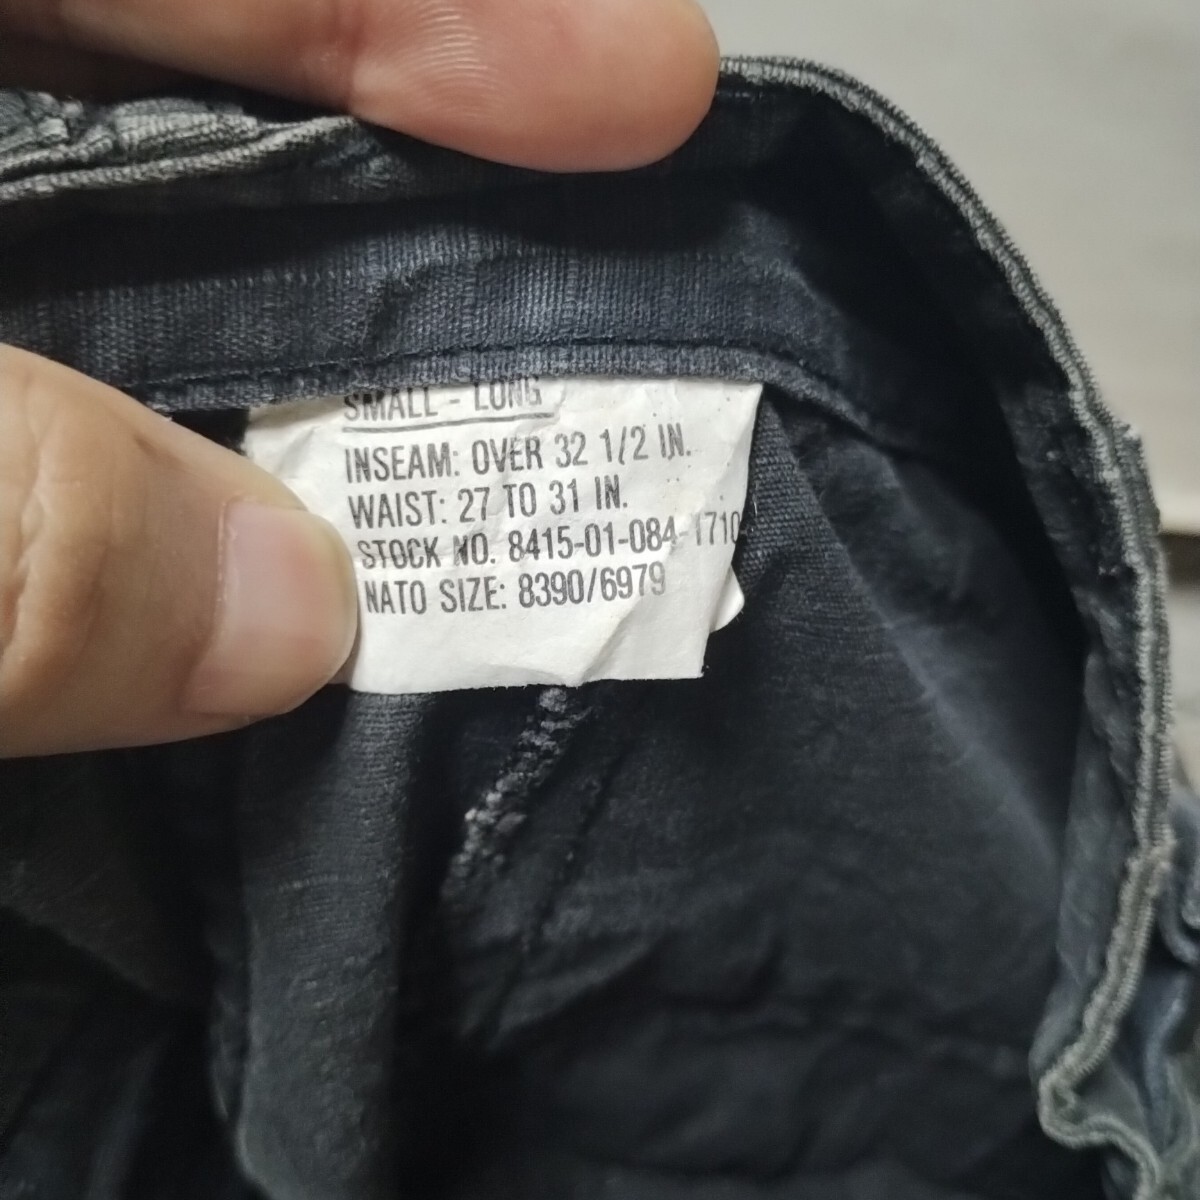 SMALL - LONG
INSEAM: OVER 32 1/2 IN.
WAIST: 27 TO 31 IN.
STOCK NO. 8415-01-084-1710
NATO SIZE: 8390/6979